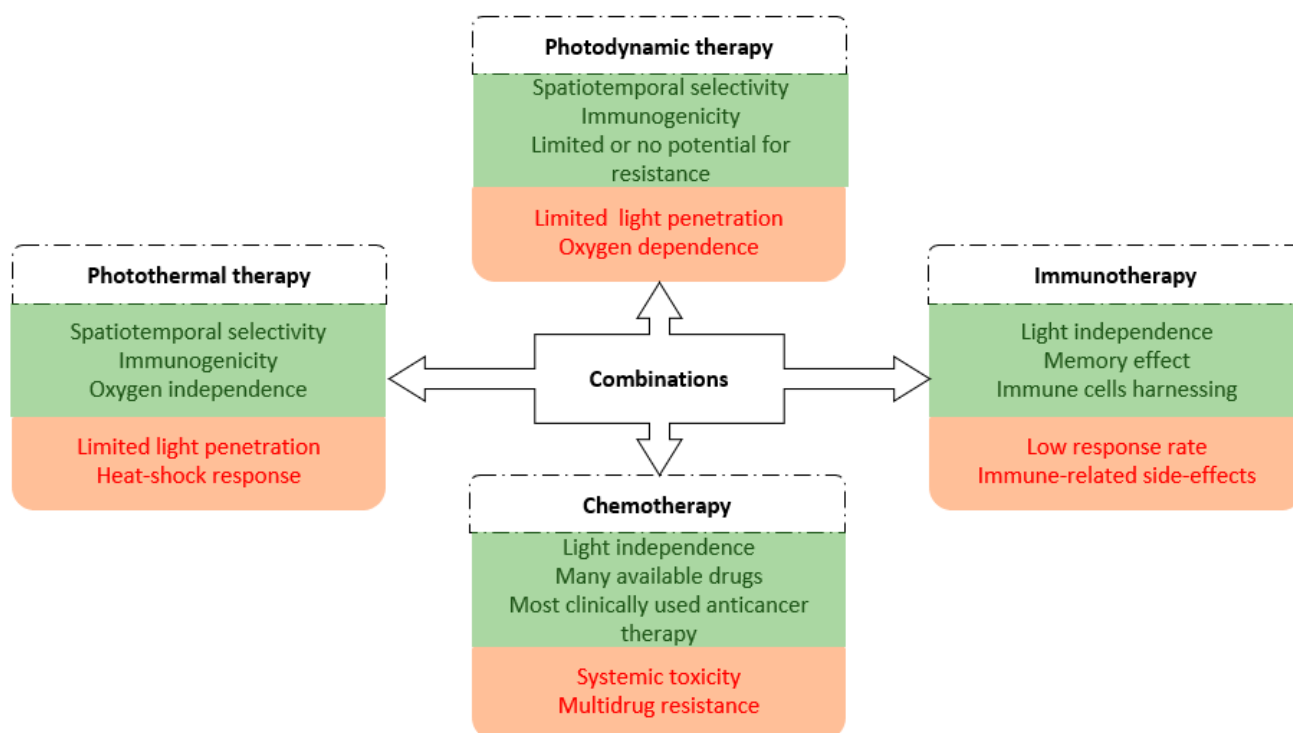 Photodynamic therapy
Spatiotemporal selectivity
Immunogenicity
Limited or no potential for
resistance
Limited light penetration
Oxygen dependence
Photothermal therapy
Spatiotemporal selectivity
Immunogenicity
Oxygen independence
Limited light penetration
Heat-shock response
Combinations
Immunotherapy
Light independence
Memory effect
Immune cells harnessing
Low response rate
Immune-related side-effects
Chemotherapy
Light independence
Many available drugs
Most clinically used anticancer
therapy
Systemic toxicity
Multidrug resistance